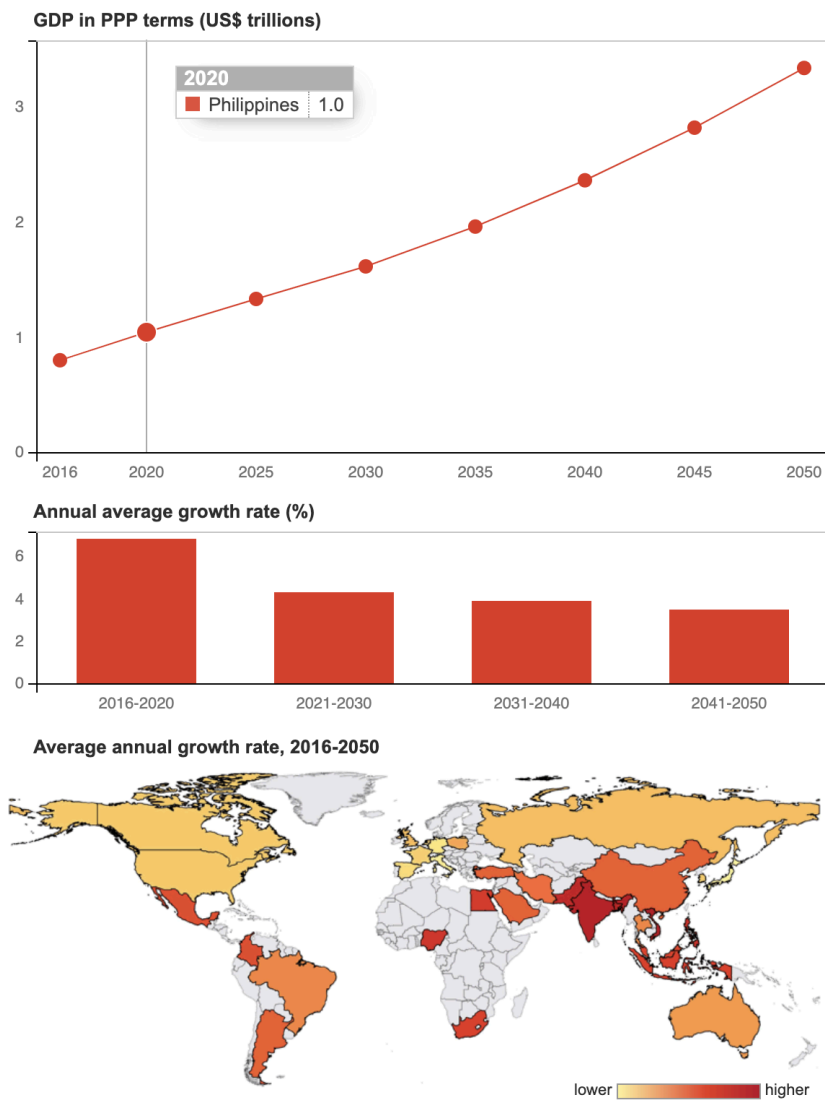 GDP in PPP terms (US$ trillions)
3
2
1
0
2020
Philippines 1.0
2016 2020 2025 2030 2035 2040 2045 2050
Annual average growth rate (%)
6
4
2
0
2016-2020 2021-2030 2031-2040 2041-2050
Average annual growth rate, 2016-2050
lower higher